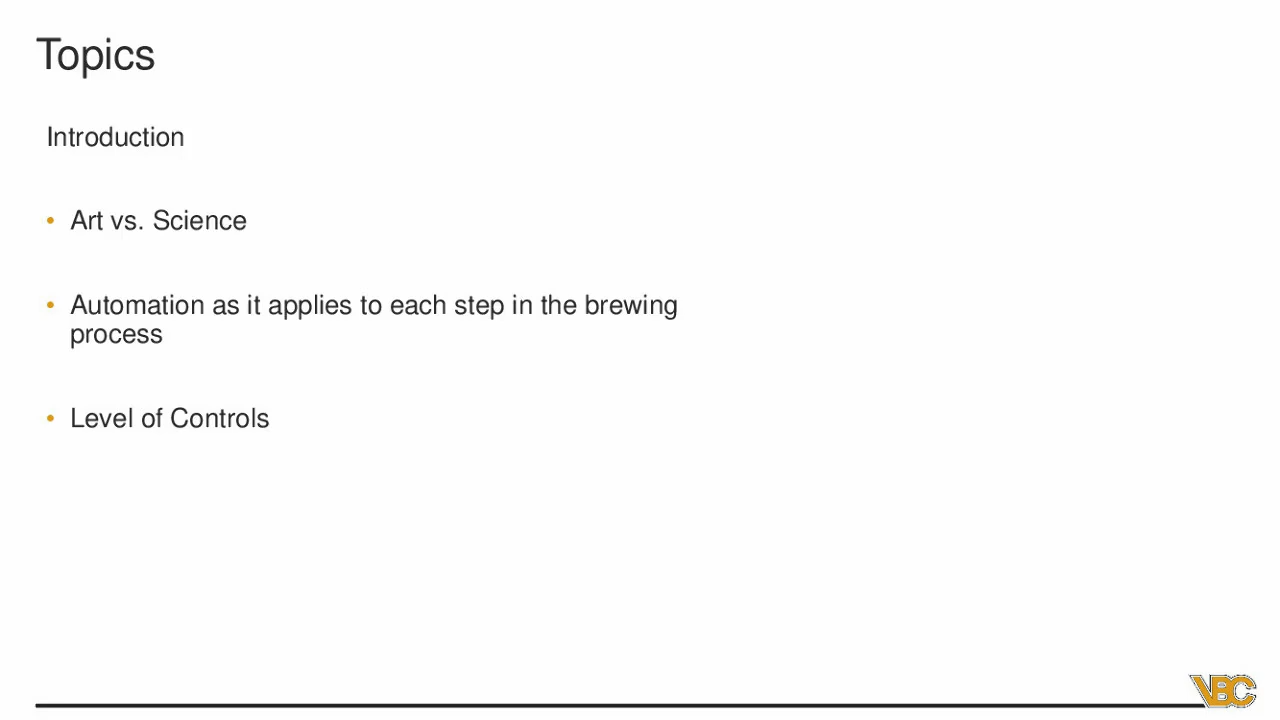 Topics
Introduction
• Art vs. Science
• Automation as it applies to each step in the brewing
process
• Level of Controls
VBC